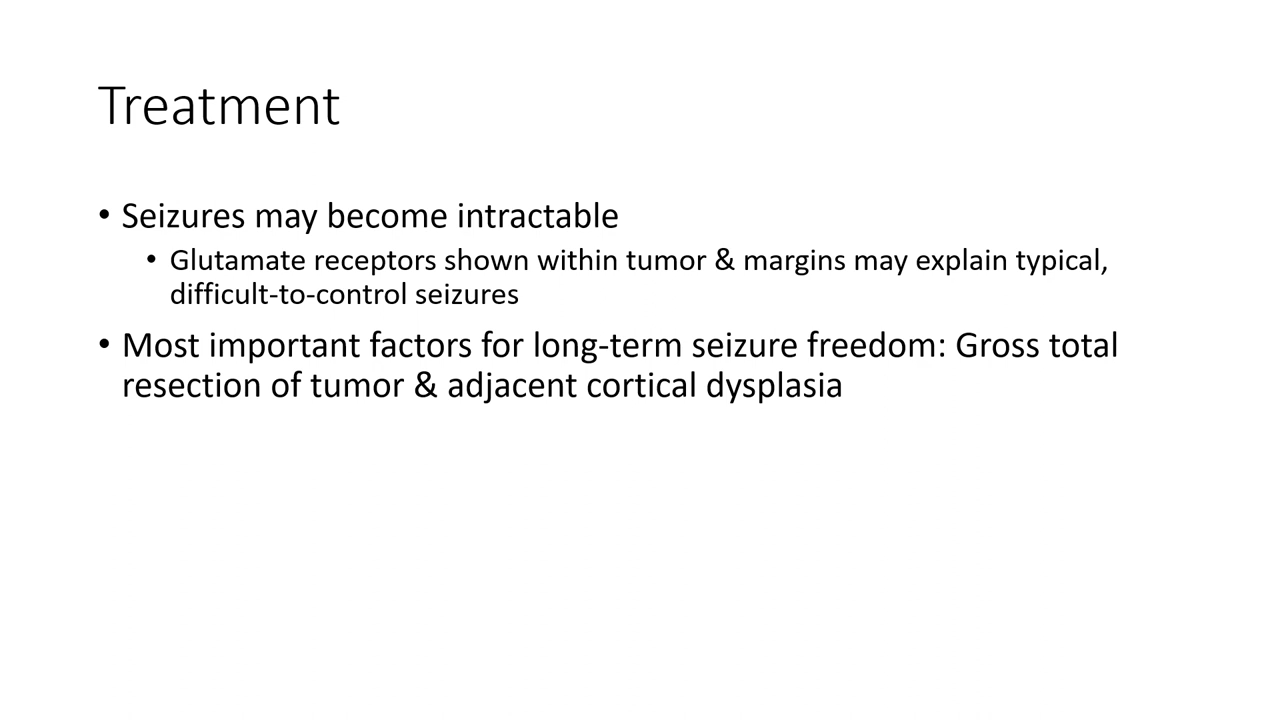 Treatment
• Seizures may become intractable
• Glutamate receptors shown within tumor & margins may explain typical,
difficult-to-control seizures
• Most important factors for long-term seizure freedom: Gross total
resection of tumor & adjacent cortical dysplasia